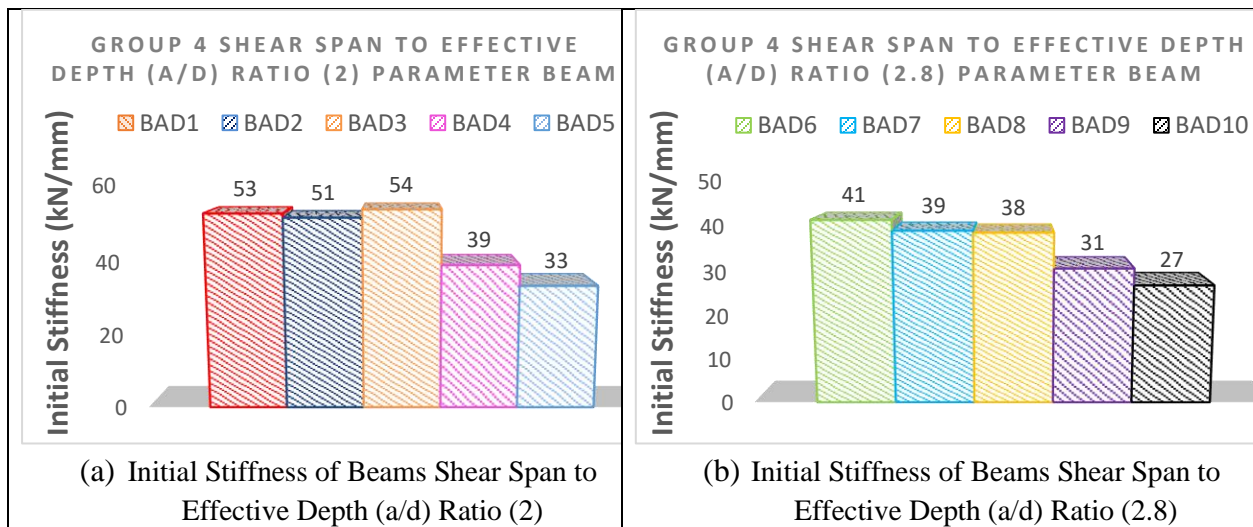 GROUP 4 SHEAR SPAN TO EFFECTIVE
DEPTH (A/D) RATIO (2) PARAMETER BEAM
BAD1 BAD2 BAD3 BAD4 BAD5
Initial Stiffness (kN/mm)
60
40
20
0
53
51
54
39
33
(a) Initial Stiffness of Beams Shear Span to
Effective Depth (a/d) Ratio (2)
GROUP 4 SHEAR SPAN TO EFFECTIVE DEPTH
(A/D) RATIO (2.8) PARAMETER BEAM
BAD6 BAD7 BAD8 BAD9 BAD10
Initial Stiffness (kN/mm)
50
40
30
20
10
0
41
39
38
31
27
(b) Initial Stiffness of Beams Shear Span to
Effective Depth (a/d) Ratio (2.8)